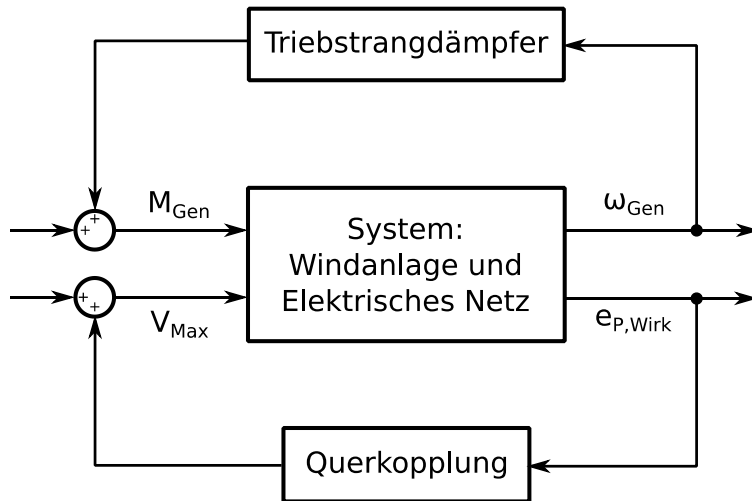 Triebstrangdämpfer
+
+
M_Gen
System:
Windanlage und
Elektrisches Netz
ω_Gen
+
+
V_Max
e_P,Wirk
Querkopplung